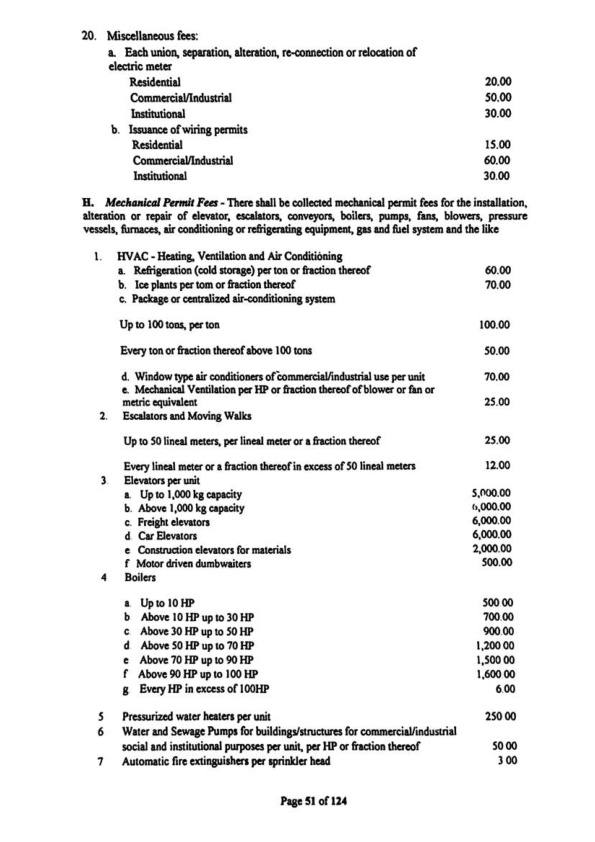 20. Miscellaneous fees:
a. Each union, separation, alteration, re-connection or relocation of
electric meter
Residential 20.00
Commercial/Industrial 50.00
Institutional 30.00
b. Issuance of wiring permits
Residential 15.00
Commercial/Industrial 60.00
Institutional 30.00
H. Mechanical Permit Fees - There shall be collected mechanical permit fees for the installation,
alteration or repair of elevator, escalators, conveyors, boilers, pumps, fans, blowers, pressure
vessels, furnaces, air conditioning or refrigerating equipment, gas and fuel system and the like
1. HVAC - Heating, Ventilation and Air Conditioning
a. Refrigeration (cold storage) per ton or fraction thereof 60.00
b. Ice plants per tom or fraction thereof 70.00
c. Package or centralized air-conditioning system
Up to 100 tons, per ton 100.00
Every ton or fraction thereof above 100 tons 50.00
d. Window type air conditioners of commercial/industrial use per unit 70.00
e. Mechanical Ventilation per HP or fraction thereof of blower or fan or
metric equivalent 25.00
2. Escalators and Moving Walks
Up to 50 lineal meters, per lineal meter or a fraction thereof 25.00
Every lineal meter or a fraction thereof in excess of 50 lineal meters 12.00
3 Elevators per unit
a Up to 1,000 kg capacity 5,000.00
b. Above 1,000 kg capacity 6,000.00
c. Freight elevators 6,000.00
d Car Elevators 6,000.00
e Construction elevators for materials 2,000.00
f Motor driven dumbwaiters 500.00
4 Boilers
a Up to 10 HP 500 00
b Above 10 HP up to 30 HP 700.00
c Above 30 HP up to 50 HP 900 00
d Above 50 HP up to 70 HP 1,200 00
e Above 70 HP up to 90 HP 1,500 00
f Above 90 HP up to 100 HP 1,600 00
g Every HP in excess of 100HP 6.00
5 Pressurized water heaters per unit 250 00
6 Water and Sewage Pumps for buildings/structures for commercial/industrial
social and institutional purposes per unit, per HP or fraction thereof 50 00
7 Automatic fire extinguishers per sprinkler head 3 00
Page 51 of 124